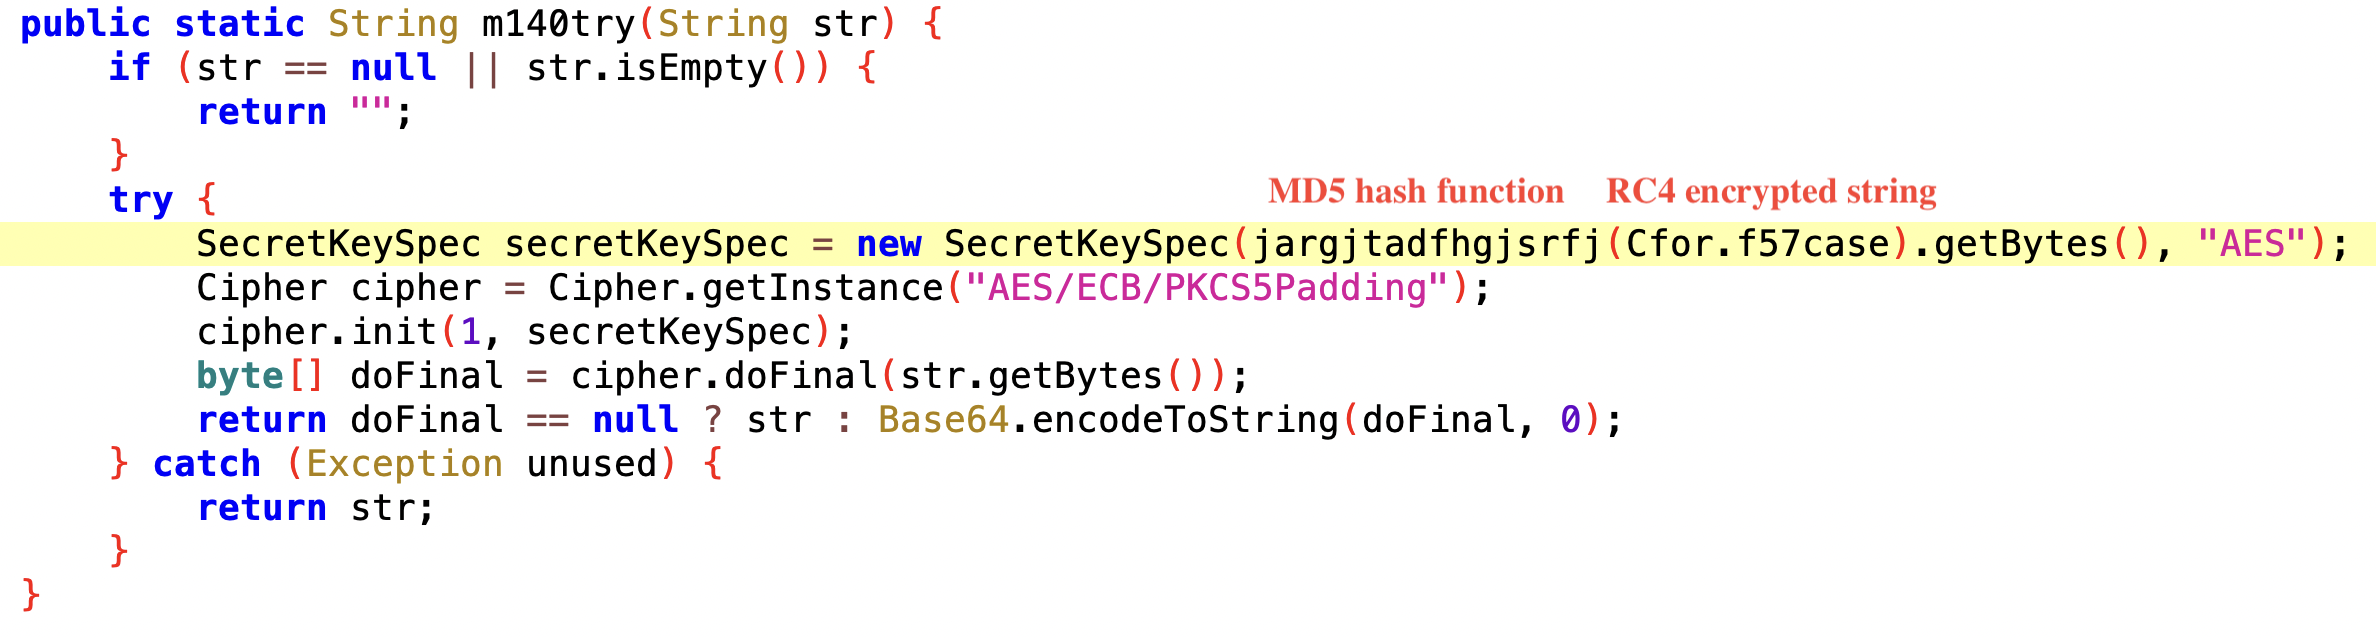 public static String m140try(String str) {
    if (str == null || str.isEmpty()) {
        return "";
    }
    try {
MD5 hash function    RC4 encrypted string
        SecretKeySpec secretKeySpec = new SecretKeySpec(jargjtadfhgjsrfj(Cfor.f57case).getBytes(), "AES");
        Cipher cipher = Cipher.getInstance("AES/ECB/PKCS5Padding");
        cipher.init(1, secretKeySpec);
        byte[] doFinal = cipher.doFinal(str.getBytes());
        return doFinal == null ? str : Base64.encodeToString(doFinal, 0);
    } catch (Exception unused) {
        return str;
    }
}